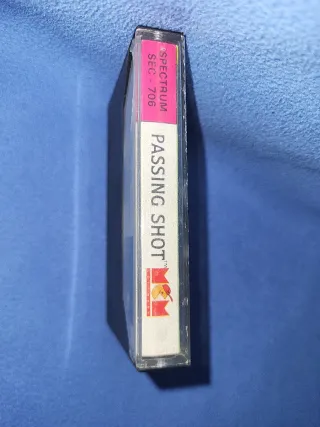 SPECTRUM
SEC - 706
PASSING SHOT™